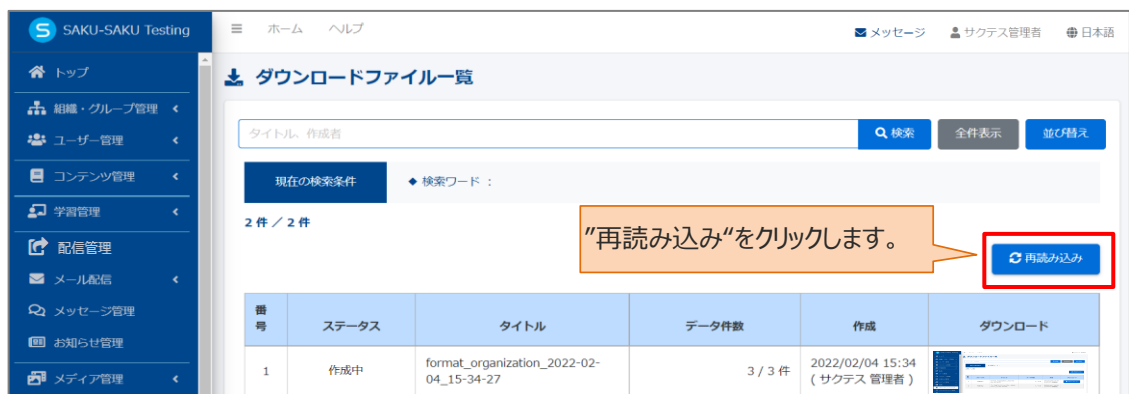 SAKU-SAKU Testing
ホーム ヘルプ
メッセージ サクテス管理者 日本語
トップ
組織・グループ管理
ユーザー管理
コンテンツ管理
学習管理
配信管理
メール配信
メッセージ管理
お知らせ管理
メディア管理
ダウンロードファイル一覧
タイトル、作成者
検索 全件表示 並び替え
現在の検索条件 ◆ 検索ワード :
2 件 / 2 件
”再読み込み“をクリックします。
再読み込み
番号 ステータス タイトル データ件数 作成 ダウンロード
1 作成中 format_organization_2022-02-
04_15-34-27
3 / 3 件
2022/02/04 15:34
( サクテス 管理者 )